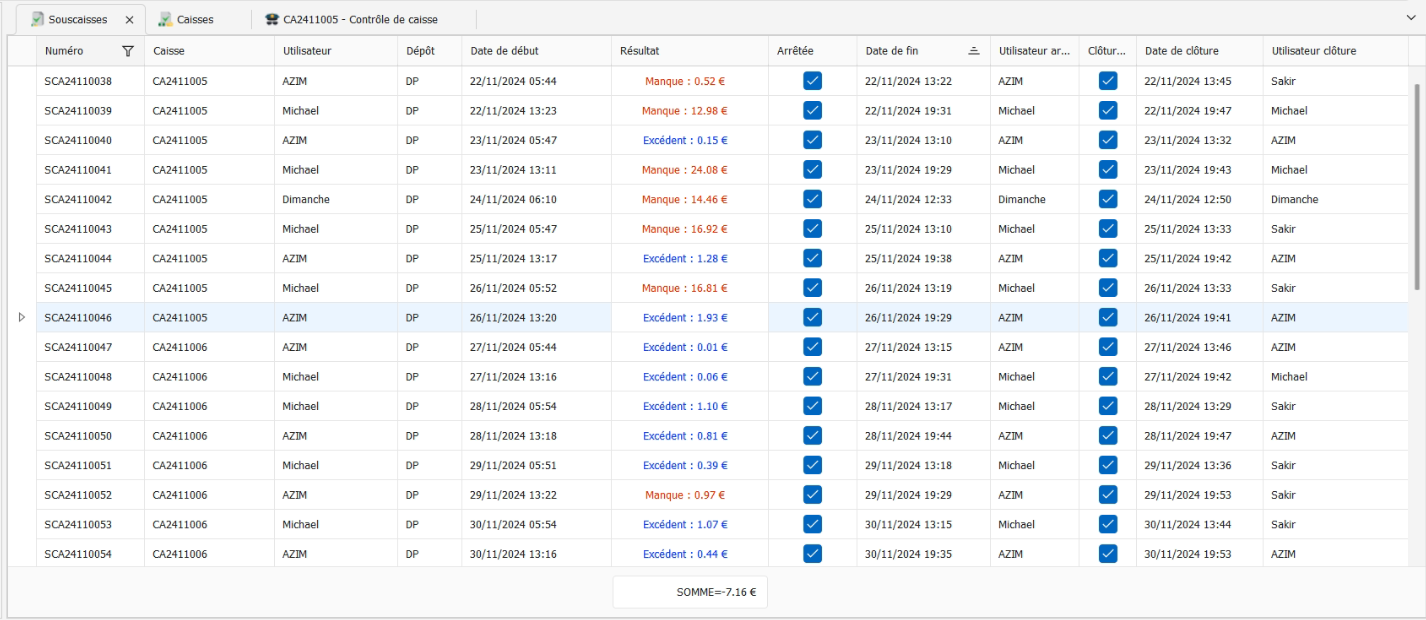 Souscaisses Caisses CA2411005 - Contrôle de caisse
Numéro Caisse Utilisateur Dépôt Date de début Résultat Arrêtée Date de fin Utilisateur ar... Clôtur... Date de clôture Utilisateur clôture
SCA24110038 CA2411005 AZIM DP 22/11/2024 05:44 Manque : 0.52 € 22/11/2024 13:22 AZIM 22/11/2024 13:45 Sakir
SCA24110039 CA2411005 Michael DP 22/11/2024 13:23 Manque : 12.98 € 22/11/2024 19:31 Michael 22/11/2024 19:47 Michael
SCA24110040 CA2411005 AZIM DP 23/11/2024 05:47 Excédent : 0.15 € 23/11/2024 13:10 AZIM 23/11/2024 13:32 AZIM
SCA24110041 CA2411005 Michael DP 23/11/2024 13:11 Manque : 24.08 € 23/11/2024 19:29 Michael 23/11/2024 19:43 Michael
SCA24110042 CA2411005 Dimanche DP 24/11/2024 06:10 Manque : 14.46 € 24/11/2024 12:33 Dimanche 24/11/2024 12:50 Dimanche
SCA24110043 CA2411005 Michael DP 25/11/2024 05:47 Manque : 16.92 € 25/11/2024 13:10 Michael 25/11/2024 13:33 Sakir
SCA24110044 CA2411005 AZIM DP 25/11/2024 13:17 Excédent : 1.28 € 25/11/2024 19:38 AZIM 25/11/2024 19:42 AZIM
SCA24110045 CA2411005 Michael DP 26/11/2024 05:52 Manque : 16.81 € 26/11/2024 13:19 Michael 26/11/2024 13:33 Sakir
SCA24110046 CA2411005 AZIM DP 26/11/2024 13:20 Excédent : 1.93 € 26/11/2024 19:29 AZIM 26/11/2024 19:41 AZIM
SCA24110047 CA2411006 AZIM DP 27/11/2024 05:44 Excédent : 0.01 € 27/11/2024 13:15 AZIM 27/11/2024 13:46 AZIM
SCA24110048 CA2411006 Michael DP 27/11/2024 13:16 Excédent : 0.06 € 27/11/2024 19:31 Michael 27/11/2024 19:42 Michael
SCA24110049 CA2411006 Michael DP 28/11/2024 05:54 Excédent : 1.10 € 28/11/2024 13:17 Michael 28/11/2024 13:29 Sakir
SCA24110050 CA2411006 AZIM DP 28/11/2024 13:18 Excédent : 0.81 € 28/11/2024 19:44 AZIM 28/11/2024 19:47 AZIM
SCA24110051 CA2411006 Michael DP 29/11/2024 05:51 Excédent : 0.39 € 29/11/2024 13:18 Michael 29/11/2024 13:36 Sakir
SCA24110052 CA2411006 AZIM DP 29/11/2024 13:22 Manque : 0.97 € 29/11/2024 19:29 AZIM 29/11/2024 19:53 Sakir
SCA24110053 CA2411006 Michael DP 30/11/2024 05:54 Excédent : 1.07 € 30/11/2024 13:15 Michael 30/11/2024 13:44 Sakir
SCA24110054 CA2411006 AZIM DP 30/11/2024 13:16 Excédent : 0.44 € 30/11/2024 19:35 AZIM 30/11/2024 19:53 AZIM
SOMME=-7.16 €